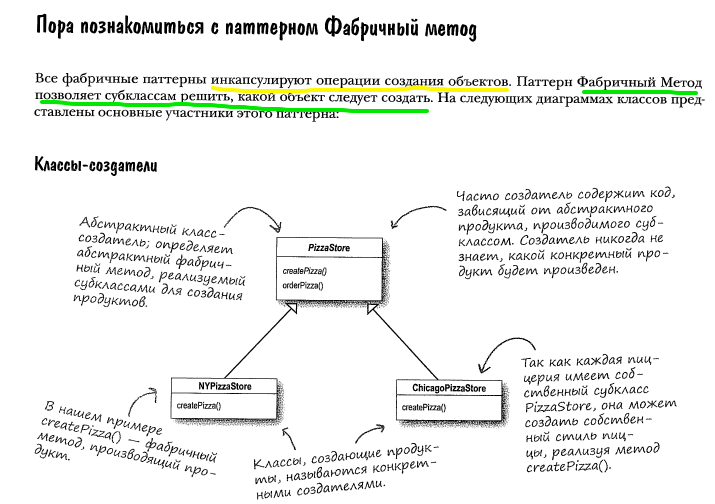 Пора познакомиться с паттерном Фабричный метод
Все фабричные паттерны инкапсулируют операции создания объектов. Паттерн Фабричный Метод
позволяет субклассам решить, какой объект следует создать. На следующих диаграммах классов пред-
ставлены основные участники этого паттерна:
Классы-создатели
Абстрактный класс-
создатель; определяет
абстрактный фабрич-
ный метод, реализуемый
субклассами для создания
продуктов.
Часто создатель содержит код,
зависящий от абстрактного
продукта, производимого суб-
классом. Создатель никогда не
знает, какой конкретный про-
дукт будет произведен.
PizzaStore
createPizza()
orderPizza()
NYPizzaStore
createPizza()
ChicagoPizzaStore
createPizza()
Так как каждая пиц-
церия имеет соб-
ственный субкласс
PizzaStore, она может
создать собствен-
ный стиль пиц-
цы, реализуя метод
createPizza().
В нашем примере
createPizza() — фабричный
метод, производящий про-
дукт.
Классы, создающие продук-
ты, называются конкрет-
ными создателями.